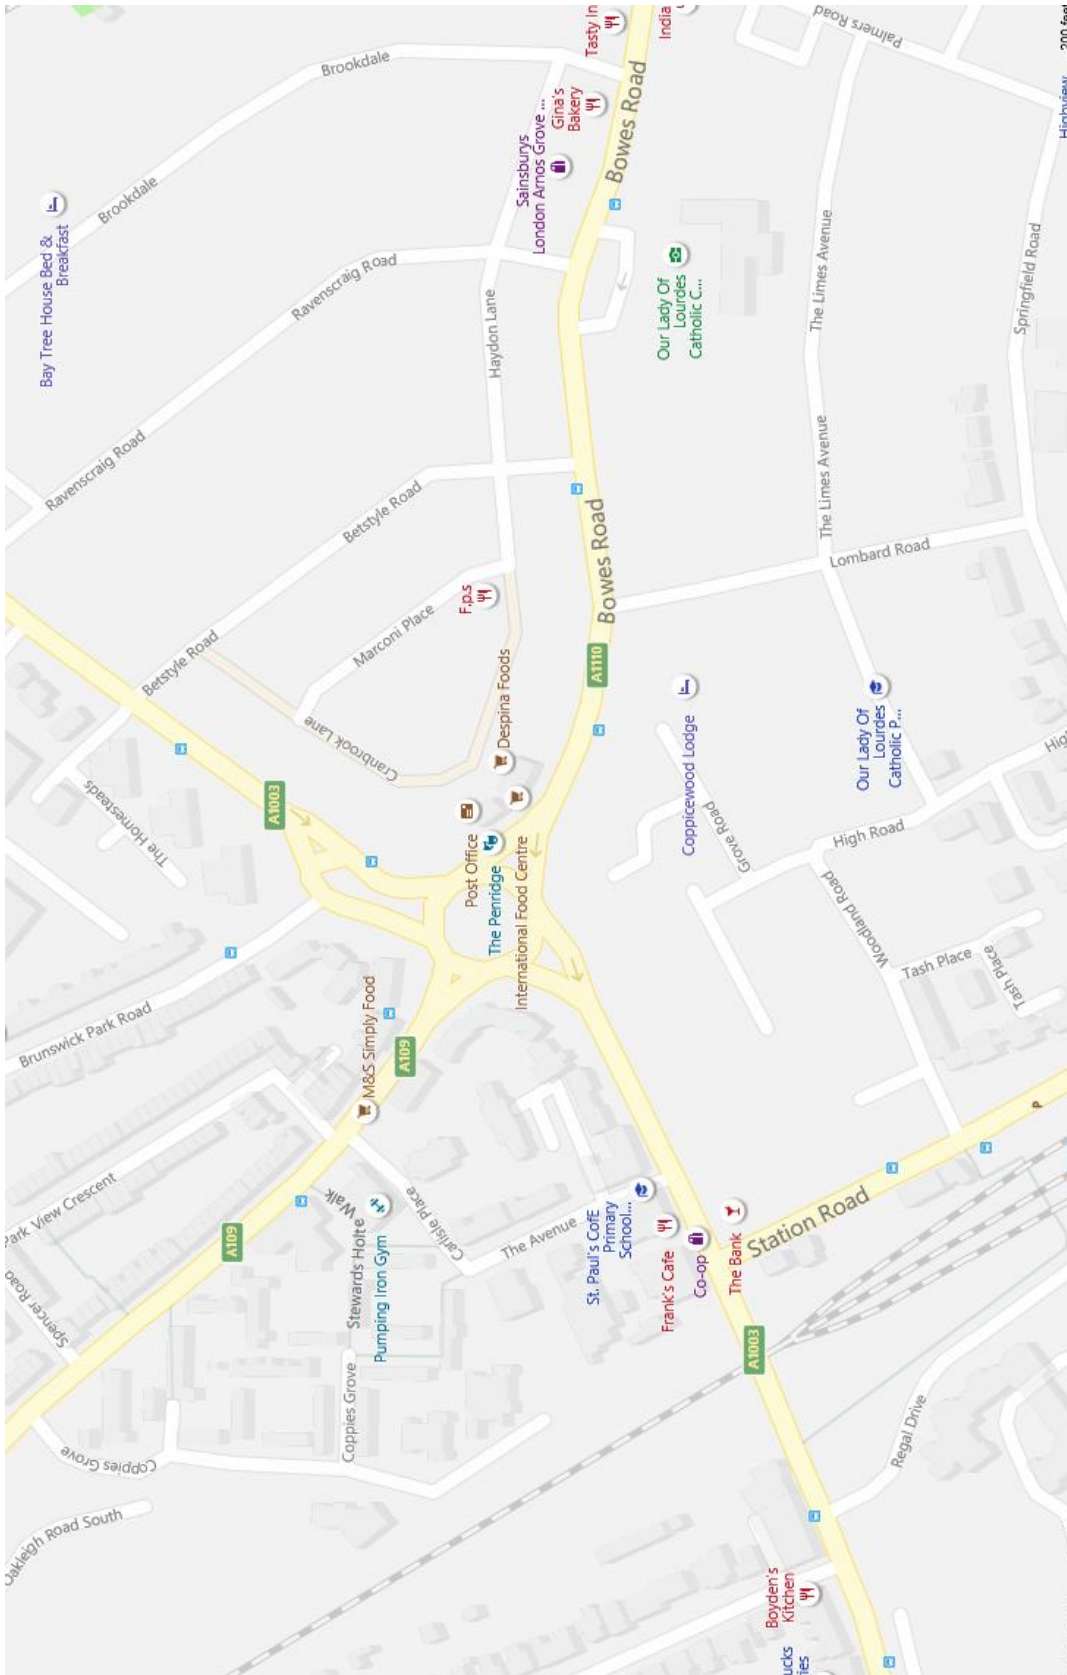 Tasty In
India
Palmers Road
200 feet
Brookdale
Bowes Road
Gina's
Bakery
Sainsburys
London Arnos Grove ...
Highview
Brookdale
Bay Tree House Bed &
Breakfast
Ravenscraig Road
Haydon Lane
Our Lady Of
Lourdes
Catholic C...
The Limes Avenue
Springfield Road
Ravenscraig Road
Betstyle Road
The Limes Avenue
Bowes Road
Lombard Road
F.p.s
Marconi Place
Betstyle Road
A1110
Despina Foods
Cranbrook Lane
Coppicewood Lodge
Our Lady Of
Lourdes
Catholic P...
Hig
A1003
The Homesteads
Grove Road
High Road
Post Office
The Penridge
International Food Centre
Woodland Road
Tash Place
Tash Place
Brunswick Park Road
M&S Simply Food
A109
P
Park View Crescent
Stewards Holte
Walk
Pumping Iron Gym
Carlisle Place
The Avenue
St. Paul's CofE
Primary
School...
Frank's Cafe
Co-op
The Bank
Station Road
A109
Spencer Road
A1003
Coppies Grove
Coppies Grove
Regal Drive
Oakleigh Road South
Boyden's
Kitchen
ucks
ies